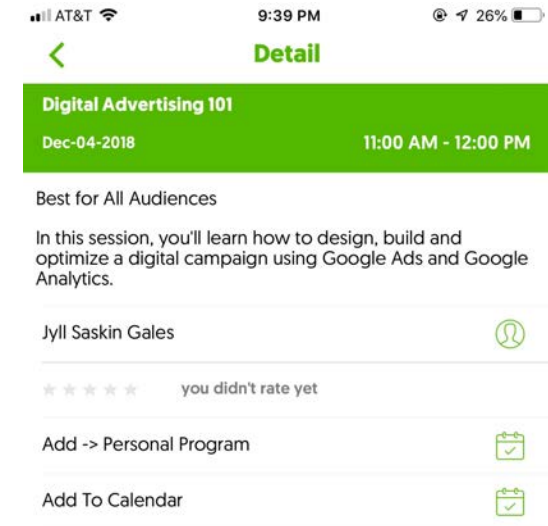 AT&T 9:39 PM 26%
Detail
Digital Advertising 101
Dec-04-2018 11:00 AM - 12:00 PM
Best for All Audiences
In this session, you'll learn how to design, build and
optimize a digital campaign using Google Ads and Google
Analytics.
Jyll Saskin Gales
you didn't rate yet
Add -> Personal Program
Add To Calendar